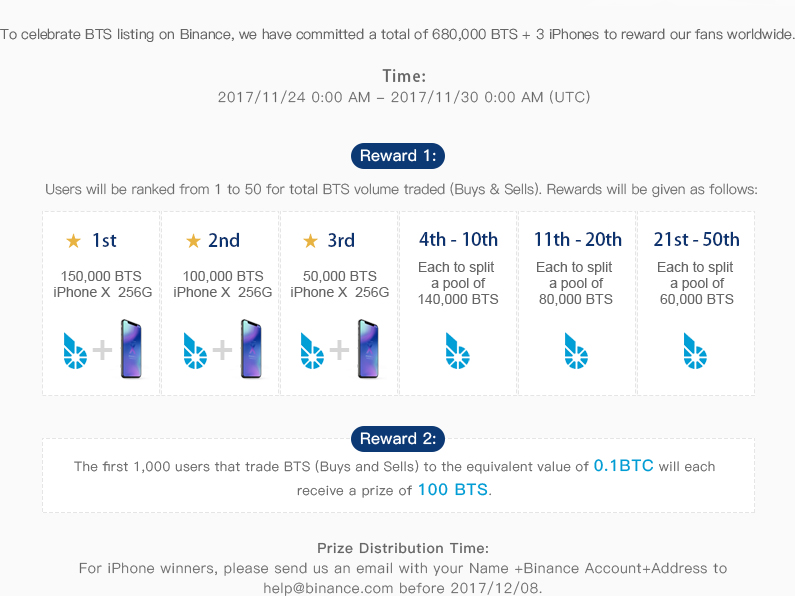 To celebrate BTS listing on Binance, we have committed a total of 680,000 BTS + 3 iPhones to reward our fans worldwide.
Time:
2017/11/24 0:00 AM – 2017/11/30 0:00 AM (UTC)
Reward 1:
Users will be ranked from 1 to 50 for total BTS volume traded (Buys & Sells). Rewards will be given as follows:
1st
150,000 BTS
iPhone X 256G
2nd
100,000 BTS
iPhone X 256G
3rd
50,000 BTS
iPhone X 256G
4th - 10th
Each to split
a pool of
140,000 BTS
11th - 20th
Each to split
a pool of
80,000 BTS
21st - 50th
Each to split
a pool of
60,000 BTS
Reward 2:
The first 1,000 users that trade BTS (Buys and Sells) to the equivalent value of 0.1BTC will each
receive a prize of 100 BTS.
Prize Distribution Time:
For iPhone winners, please send us an email with your Name +Binance Account+Address to
help@binance.com before 2017/12/08.